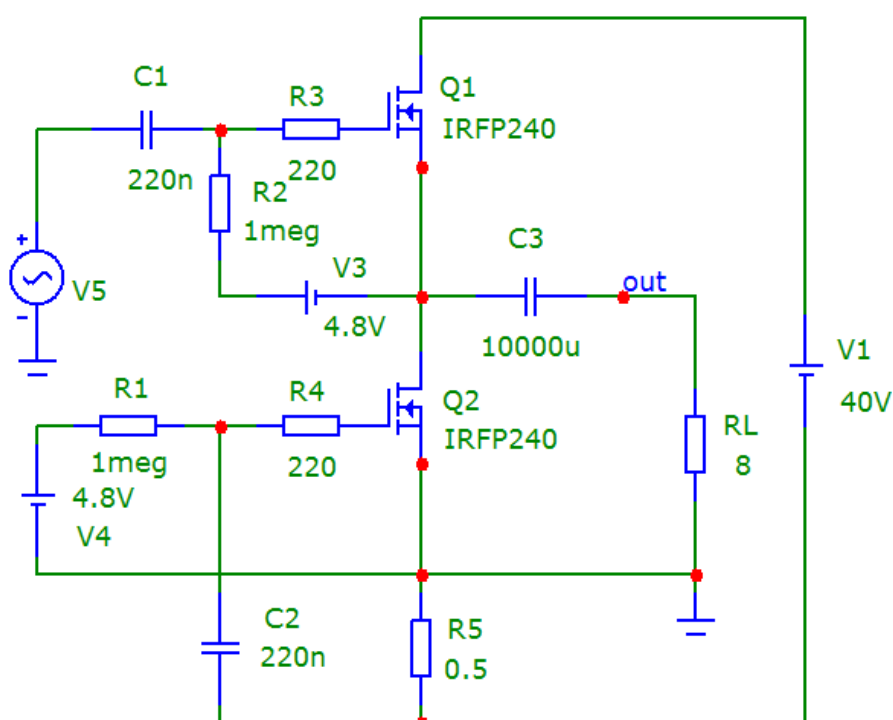 C1
220n
R3
220
Q1
IRFP240
R2
1meg
V3
4.8V
C3
10000u
out
+
V5
-
R1
1meg
4.8V
V4
R4
220
Q2
IRFP240
V1
40V
RL
8
C2
220n
R5
0.5